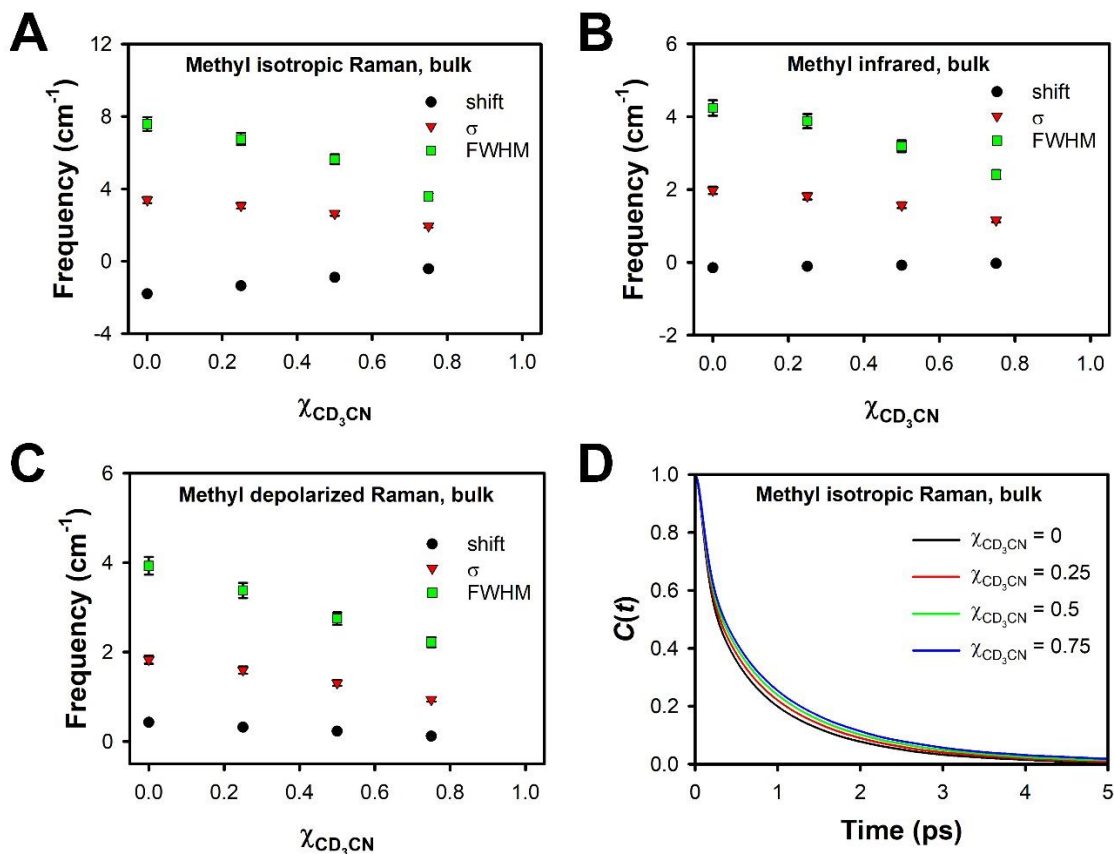 A
Methyl isotropic Raman, bulk
shift
σ
FWHM
Frequency (cm⁻¹)
12
8
4
0
-4
0.0 0.2 0.4 0.6 0.8 1.0
χCD₃CN
B
Methyl infrared, bulk
shift
σ
FWHM
Frequency (cm⁻¹)
6
4
2
0
-2
0.0 0.2 0.4 0.6 0.8 1.0
χCD₃CN
C
Methyl depolarized Raman, bulk
shift
σ
FWHM
Frequency (cm⁻¹)
6
4
2
0
0.0 0.2 0.4 0.6 0.8 1.0
χCD₃CN
D
Methyl isotropic Raman, bulk
χCD₃CN = 0
χCD₃CN = 0.25
χCD₃CN = 0.5
χCD₃CN = 0.75
C(t)
1.0
0.8
0.6
0.4
0.2
0.0
0 1 2 3 4 5
Time (ps)